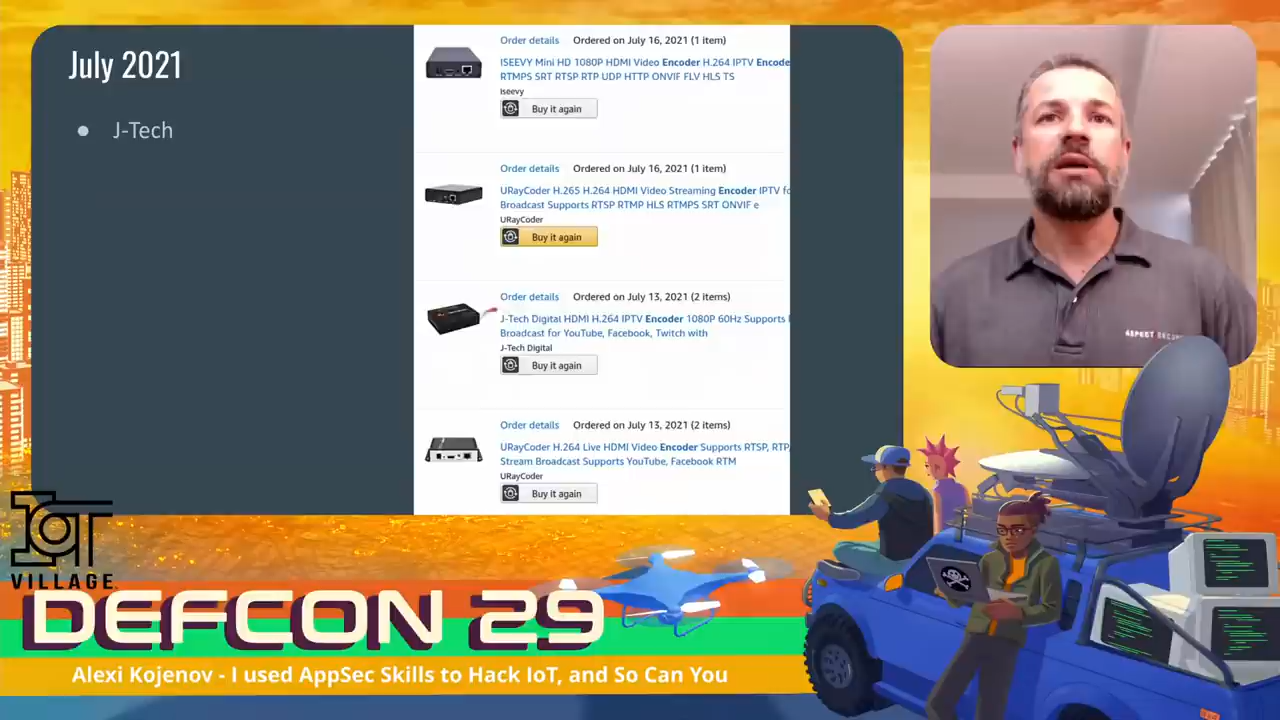 July 2021
● J-Tech
Order details Ordered on July 16, 2021 (1 item)
ISEEVY Mini HD 1080P HDMI Video Encoder H.264 IPTV Encode
RTMPS SRT RTSP RTP UDP HTTP ONVIF FLV HLS TS
Iseevy
Buy it again
Order details Ordered on July 16, 2021 (1 item)
URayCoder H.265 H.264 HDMI Video Streaming Encoder IPTV fo
Broadcast Supports RTSP RTMP HLS RTMPS SRT ONVIF e
URayCoder
Buy it again
Order details Ordered on July 13, 2021 (2 items)
J-Tech Digital HDMI H.264 IPTV Encoder 1080P 60Hz Supports
Broadcast for YouTube, Facebook, Twitch with
J-Tech Digital
Buy it again
Order details Ordered on July 13, 2021 (2 items)
URayCoder H.264 Live HDMI Video Encoder Supports RTSP, RTP,
Stream Broadcast Supports YouTube, Facebook RTM
URayCoder
Buy it again
IOT
VILLAGE
DEFCON 29
Alexi Kojenov - I used AppSec Skills to Hack IoT, and So Can You